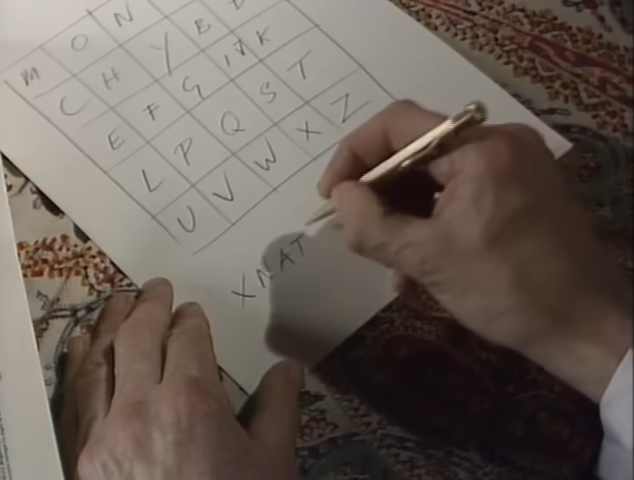 M O N
C H Y B D
E F G I/K K
L P Q S T
U V W X Z
XNAT